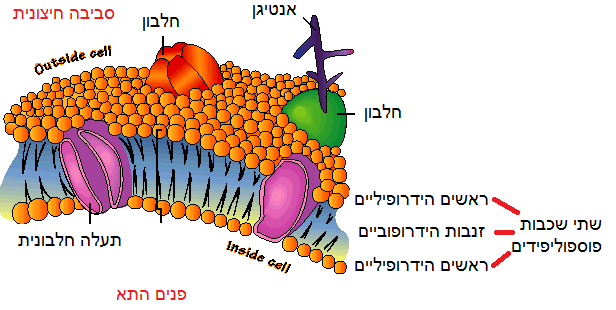 סביבה חיצונית
חלבון
אנטיגן
Outside cell
חלבון
ראשים הידרופיליים
זנבות הידרופוביים
ראשים הידרופיליים
שתי שכבות
פוספוליפידים
תעלה חלבונית
Inside cell
פנים התא